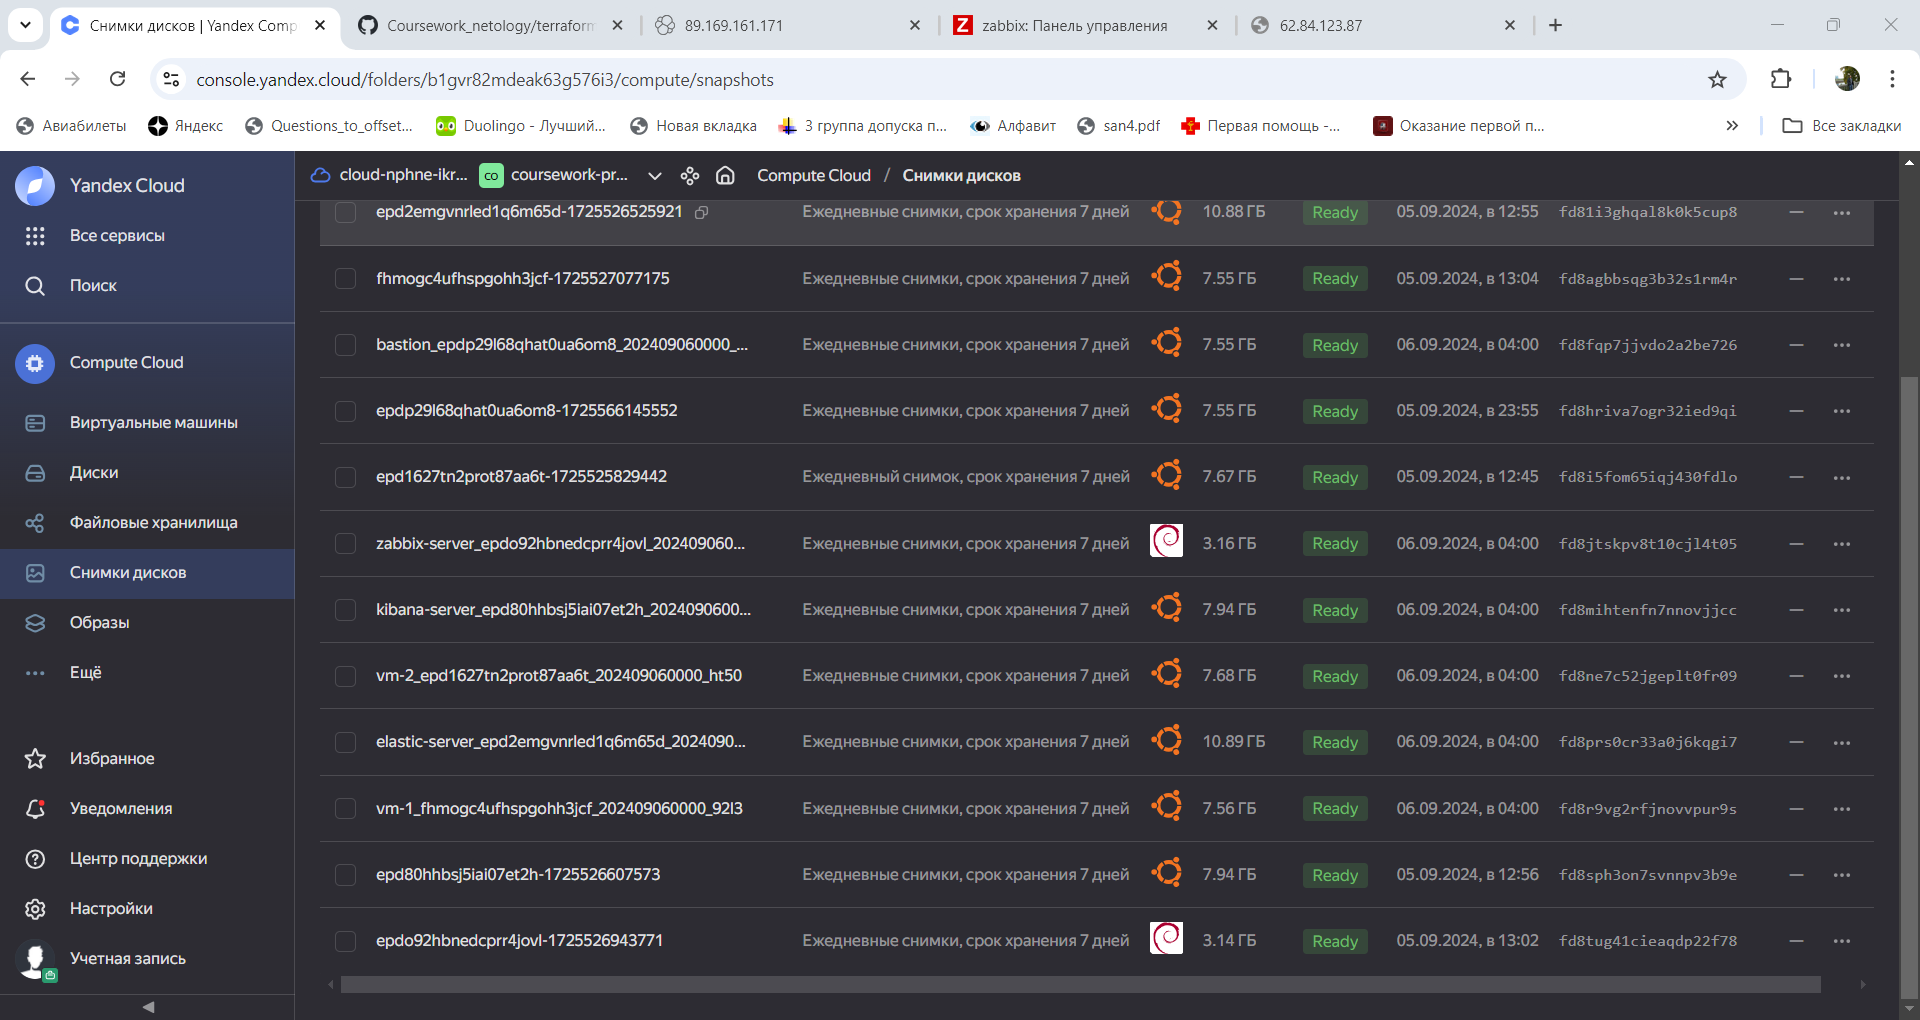 Снимки дисков | Yandex Comp
Coursework_netology/terraform
89.169.161.171
zabbix: Панель управления
62.84.123.87
console.yandex.cloud/folders/b1gvr82mdeak63g576i3/compute/snapshots
Авиабилеты
Яндекс
Questions_to_offset...
Duolingo - Лучший...
Новая вкладка
3 группа допуска п...
Алфавит
san4.pdf
Первая помощь -...
Оказание первой п...
Все закладки
Yandex Cloud
Все сервисы
Поиск
Compute Cloud
Виртуальные машины
Диски
Файловые хранилища
Снимки дисков
Образы
Ещё
Избранное
Уведомления
Центр поддержки
Настройки
Учетная запись
cloud-nphne-ikr... co coursework-pr... Compute Cloud / Снимки дисков
epd2emgvnrled1q6m65d-1725526525921 Ежедневные снимки, срок хранения 7 дней 10.88 ГБ Ready 05.09.2024, в 12:55 fd81i3ghqal8k0k5cup8 —
fhmogc4ufhspgohh3jcf-1725527077175 Ежедневные снимки, срок хранения 7 дней 7.55 ГБ Ready 05.09.2024, в 13:04 fd8agbbsqg3b32s1rm4r —
bastion_epdp29l68qhat0ua6om8_202409060000_... Ежедневные снимки, срок хранения 7 дней 7.55 ГБ Ready 06.09.2024, в 04:00 fd8fqp7jjvdo2a2be726 —
epdp29l68qhat0ua6om8-1725566145552 Ежедневные снимки, срок хранения 7 дней 7.55 ГБ Ready 05.09.2024, в 23:55 fd8hriva7ogr32ied9qi —
epd1627tn2prot87aa6t-1725525829442 Ежедневный снимок, срок хранения 7 дней 7.67 ГБ Ready 05.09.2024, в 12:45 fd8i5fom65iqj430fdlo —
zabbix-server_epdo92hbnedcprr4jovl_202409060... Ежедневные снимки, срок хранения 7 дней 3.16 ГБ Ready 06.09.2024, в 04:00 fd8jtskpv8t10cjl4t05 —
kibana-server_epd80hhbsj5iai07et2h_2024090600... Ежедневные снимки, срок хранения 7 дней 7.94 ГБ Ready 06.09.2024, в 04:00 fd8mihtenfn7nnovjjcc —
vm-2_epd1627tn2prot87aa6t_202409060000_ht50 Ежедневные снимки, срок хранения 7 дней 7.68 ГБ Ready 06.09.2024, в 04:00 fd8ne7c52jgeplt0fr09 —
elastic-server_epd2emgvnrled1q6m65d_2024090... Ежедневные снимки, срок хранения 7 дней 10.89 ГБ Ready 06.09.2024, в 04:00 fd8prs0cr33a0j6kqgi7 —
vm-1_fhmogc4ufhspgohh3jcf_202409060000_92l3 Ежедневные снимки, срок хранения 7 дней 7.56 ГБ Ready 06.09.2024, в 04:00 fd8r9vg2rfjnovvpur9s —
epd80hhbsj5iai07et2h-1725526607573 Ежедневные снимки, срок хранения 7 дней 7.94 ГБ Ready 05.09.2024, в 12:56 fd8sph3on7svnnpv3b9e —
epdo92hbnedcprr4jovl-1725526943771 Ежедневные снимки, срок хранения 7 дней 3.14 ГБ Ready 05.09.2024, в 13:02 fd8tug41cieaqdp22f78 —